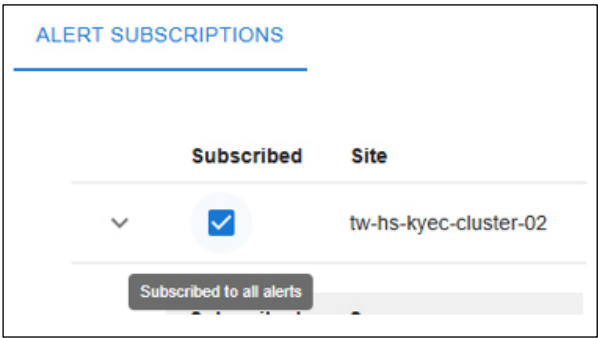 ALERT SUBSCRIPTIONS
Subscribed Site
tw-hs-kyec-cluster-02
Subscribed to all alerts